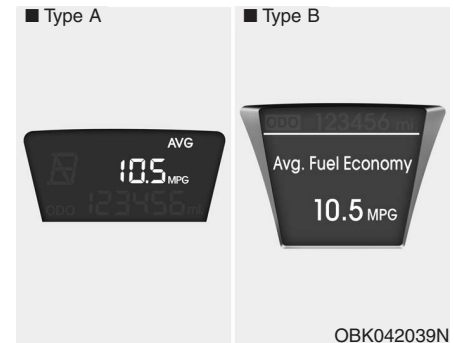 ■ Type A
AVG
10.5 MPG
ODO 123456 mi
■ Type B
ODO 123456 mi
Avg. Fuel Economy
10.5 MPG
OBK042039N